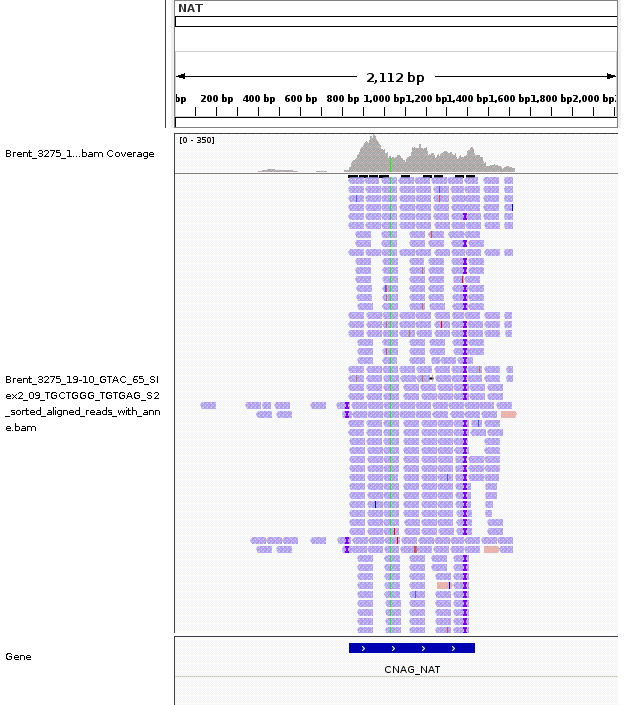 NAT
2,112 bp
bp 200 bp 400 bp 600 bp 800 bp 1,000 bp 1,200 bp 1,400 bp 1,600 bp 1,800 bp 2,000 bp
[0 - 350]
Brent_3275_1...bam Coverage
Brent_3275_19-10_GTAC_65_SI
ex2_09_TGCTGGG_TGTGAG_S2
_sorted_aligned_reads_with_ann
e.bam
Gene
CNAG_NAT